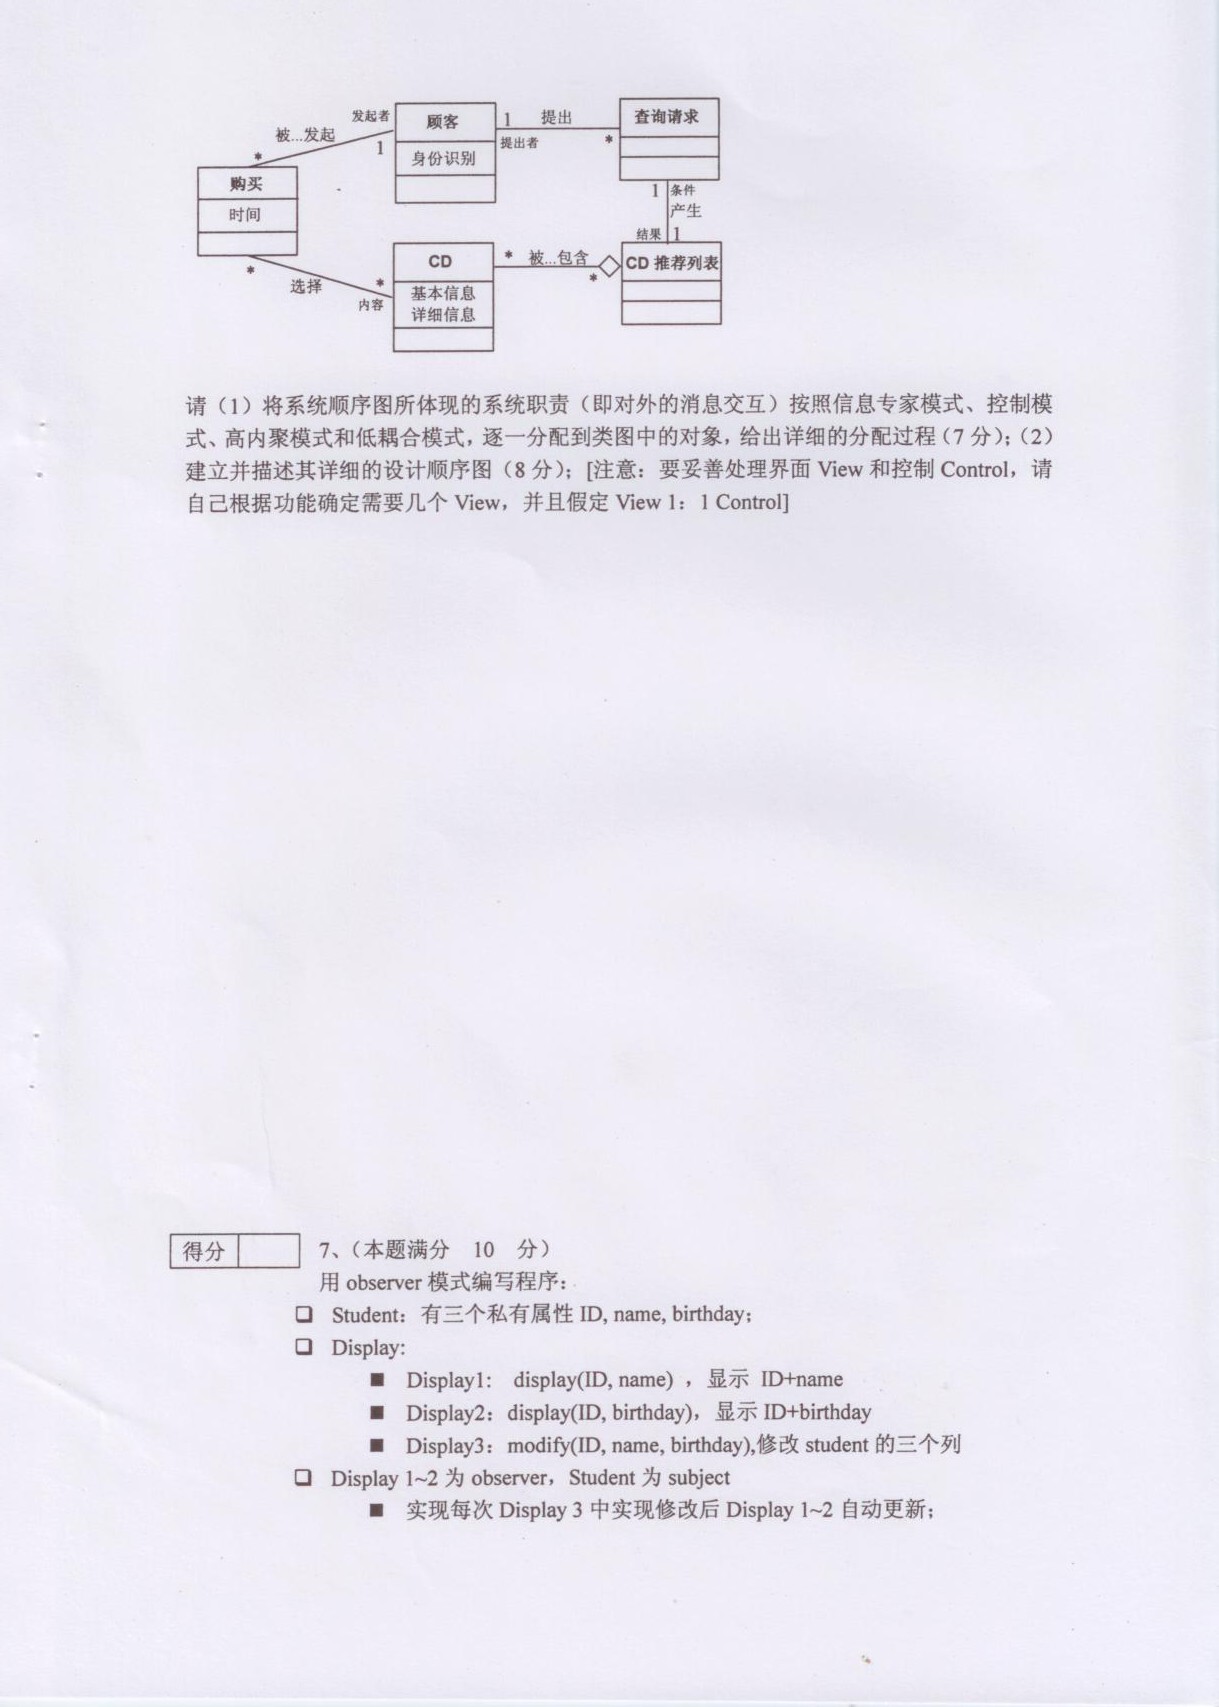 发起者
顾客
1 提出
查询请求
被...发起
*
1
身份识别
提出者
*
购买
时间
1 条件
产生
结果 1
*
选择
*
内容
CD
基本信息
详细信息
* 被...包含
*
CD 推荐列表
请（1）将系统顺序图所体现的系统职责（即对外的消息交互）按照信息专家模式、控制模
式、高内聚模式和低耦合模式，逐一分配到类图中的对象，给出详细的分配过程（7 分）；（2）
建立并描述其详细的设计顺序图（8 分）；[注意：要妥善处理界面 View 和控制 Control，请
自己根据功能确定需要几个 View，并且假定 View 1：1 Control]
得分
7、（本题满分 10 分）
用 observer 模式编写程序：
❑ Student：有三个私有属性 ID, name, birthday;
❑ Display:
■ Display1: display(ID, name) ，显示 ID+name
■ Display2：display(ID, birthday)，显示 ID+birthday
■ Display3：modify(ID, name, birthday),修改 student 的三个列
❑ Display 1~2 为 observer，Student 为 subject
■ 实现每次 Display 3 中实现修改后 Display 1~2 自动更新；